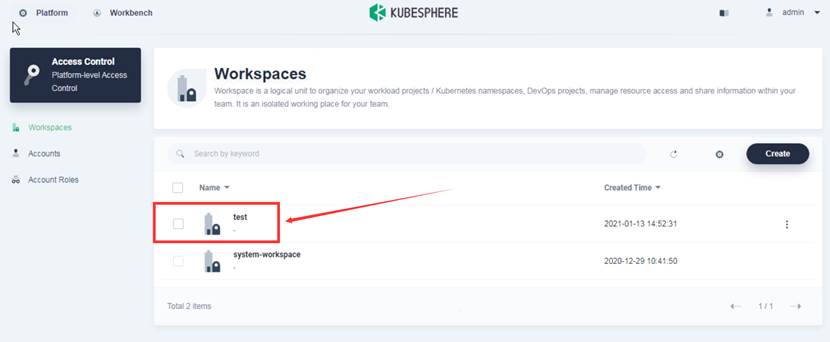 Platform
Workbench
KUBESPHERE
admin
Access Control
Platform-level Access
Control
Workspaces
Accounts
Account Roles
Workspaces
Workspace is a logical unit to organize your workload projects / Kubernetes namespaces, DevOps projects, manage resource access and share information within your
team. It is an isolated working place for your team.
Search by keyword
Create
Name
Created Time
test
-
2021-01-13 14:52:31
system-workspace
-
2020-12-29 10:41:50
Total 2 items
1 / 1